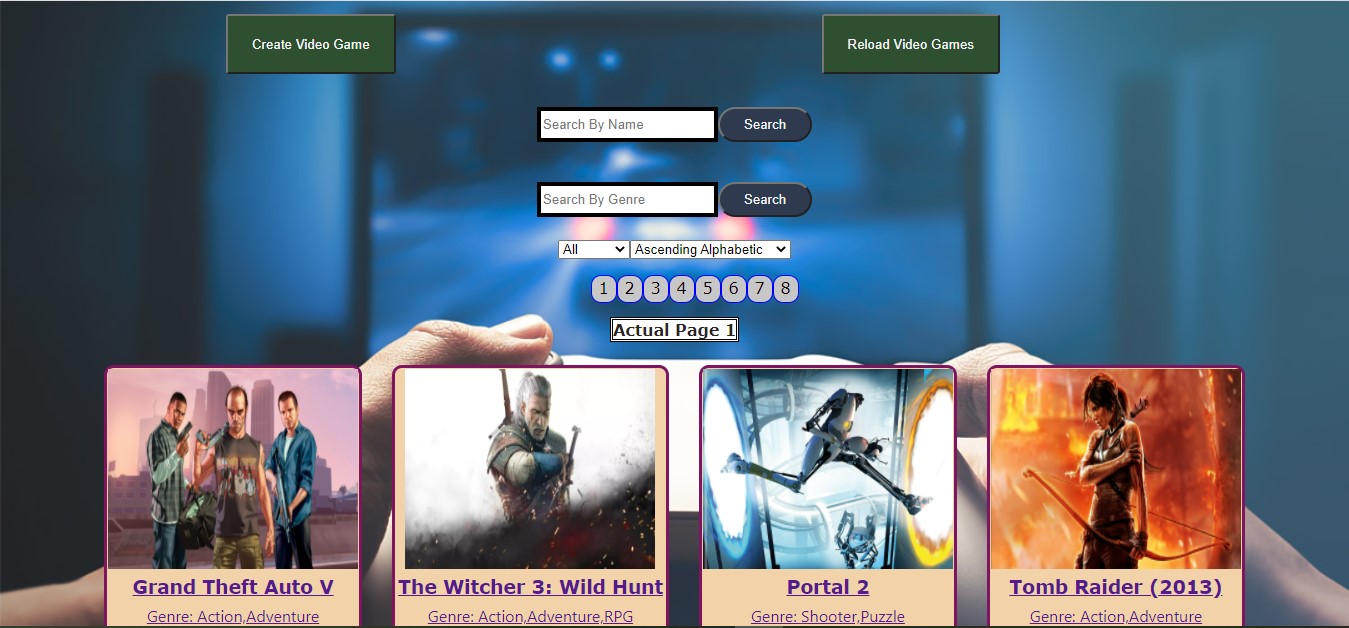 Create Video Game
Reload Video Games
Search By Name
Search
Search By Genre
Search
All
Ascending Alphabetic
1 2 3 4 5 6 7 8
Actual Page 1
Grand Theft Auto V
Genre: Action,Adventure
The Witcher 3: Wild Hunt
Genre: Action,Adventure,RPG
Portal 2
Genre: Shooter,Puzzle
Tomb Raider (2013)
Genre: Action,Adventure